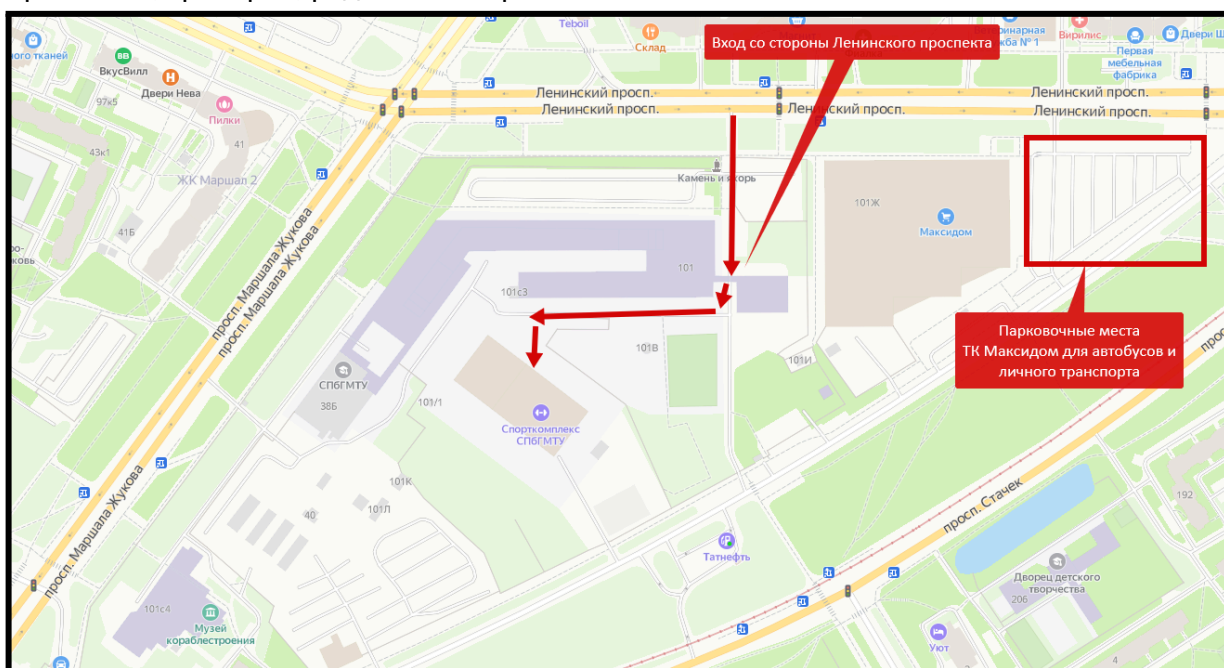 Teboil
Склад
Вход со стороны Ленинского проспекта
Вирилис
Первая
мебельная
фабрика
ВкусВилл
Двери Нева
Пилки
97к5
43к1
41
ЖК Маршал 2
41Б
Ленинский просп.
Ленинский просп.
Ленинский просп.
Ленинский просп.
Ленинский просп.
Ленинский просп.
Камень и якорь
101Ж
Максидом
101
101с3
101В
101И
Парковочные места
ТК Максидом для автобусов и
личного транспорта
просп. Маршала Жукова
просп. Маршала Жукова
СПбГМТУ
38Б
101/1
Спорткомплекс
СПбГМТУ
101К
101Л
40
просп. Маршала Жукова
просп. Стачек
192
Татнефть
Дворец детского
творчества
206
101с4
Музей
кораблестроения
Уют
4